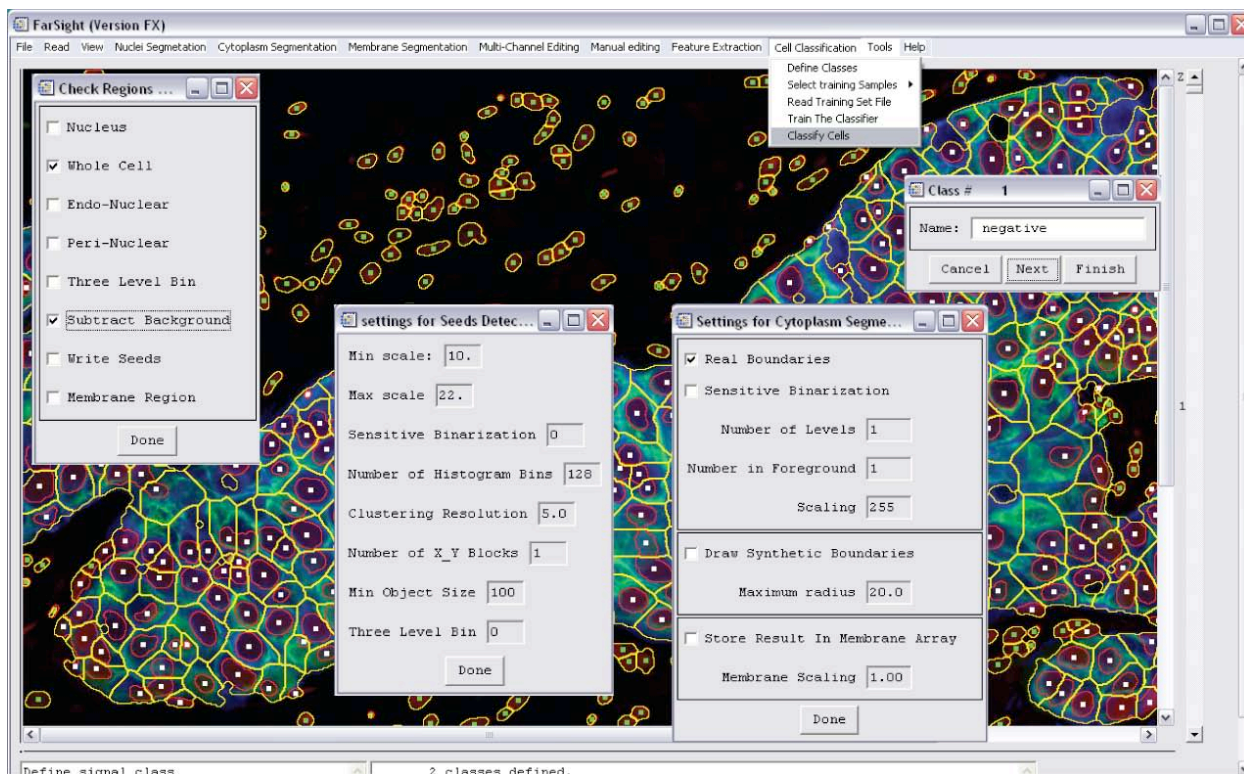 FarSight (Version FX)
File Read View Nuclei Segmetation Cytoplasm Segmentation Membrane Segmentation Multi-Channel Editing Manual editing Feature Extraction Cell Classification Tools Help
Define Classes
Select training Samples
Read Training Set File
Train The Classifier
Classify Cells
Check Regions ...
Nucleus
Whole Cell
Endo-Nuclear
Peri-Nuclear
Three Level Bin
Subtract Background
Write Seeds
Membrane Region
Done
settings for Seeds Detec...
Min scale: 10.
Max scale 22.
Sensitive Binarization 0
Number of Histogram Bins 128
Clustering Resolution 5.0
Number of X_Y Blocks 1
Min Object Size 100
Three Level Bin 0
Done
Class # 1
Name: negative
Cancel Next Finish
Settings for Cytoplasm Segme...
Real Boundaries
Sensitive Binarization
Number of Levels 1
Number in Foreground 1
Scaling 255
Draw Synthetic Boundaries
Maximum radius 20.0
Store Result In Membrane Array
Membrane Scaling 1.00
Done
Z
1
Define signal class
2 classes defined.